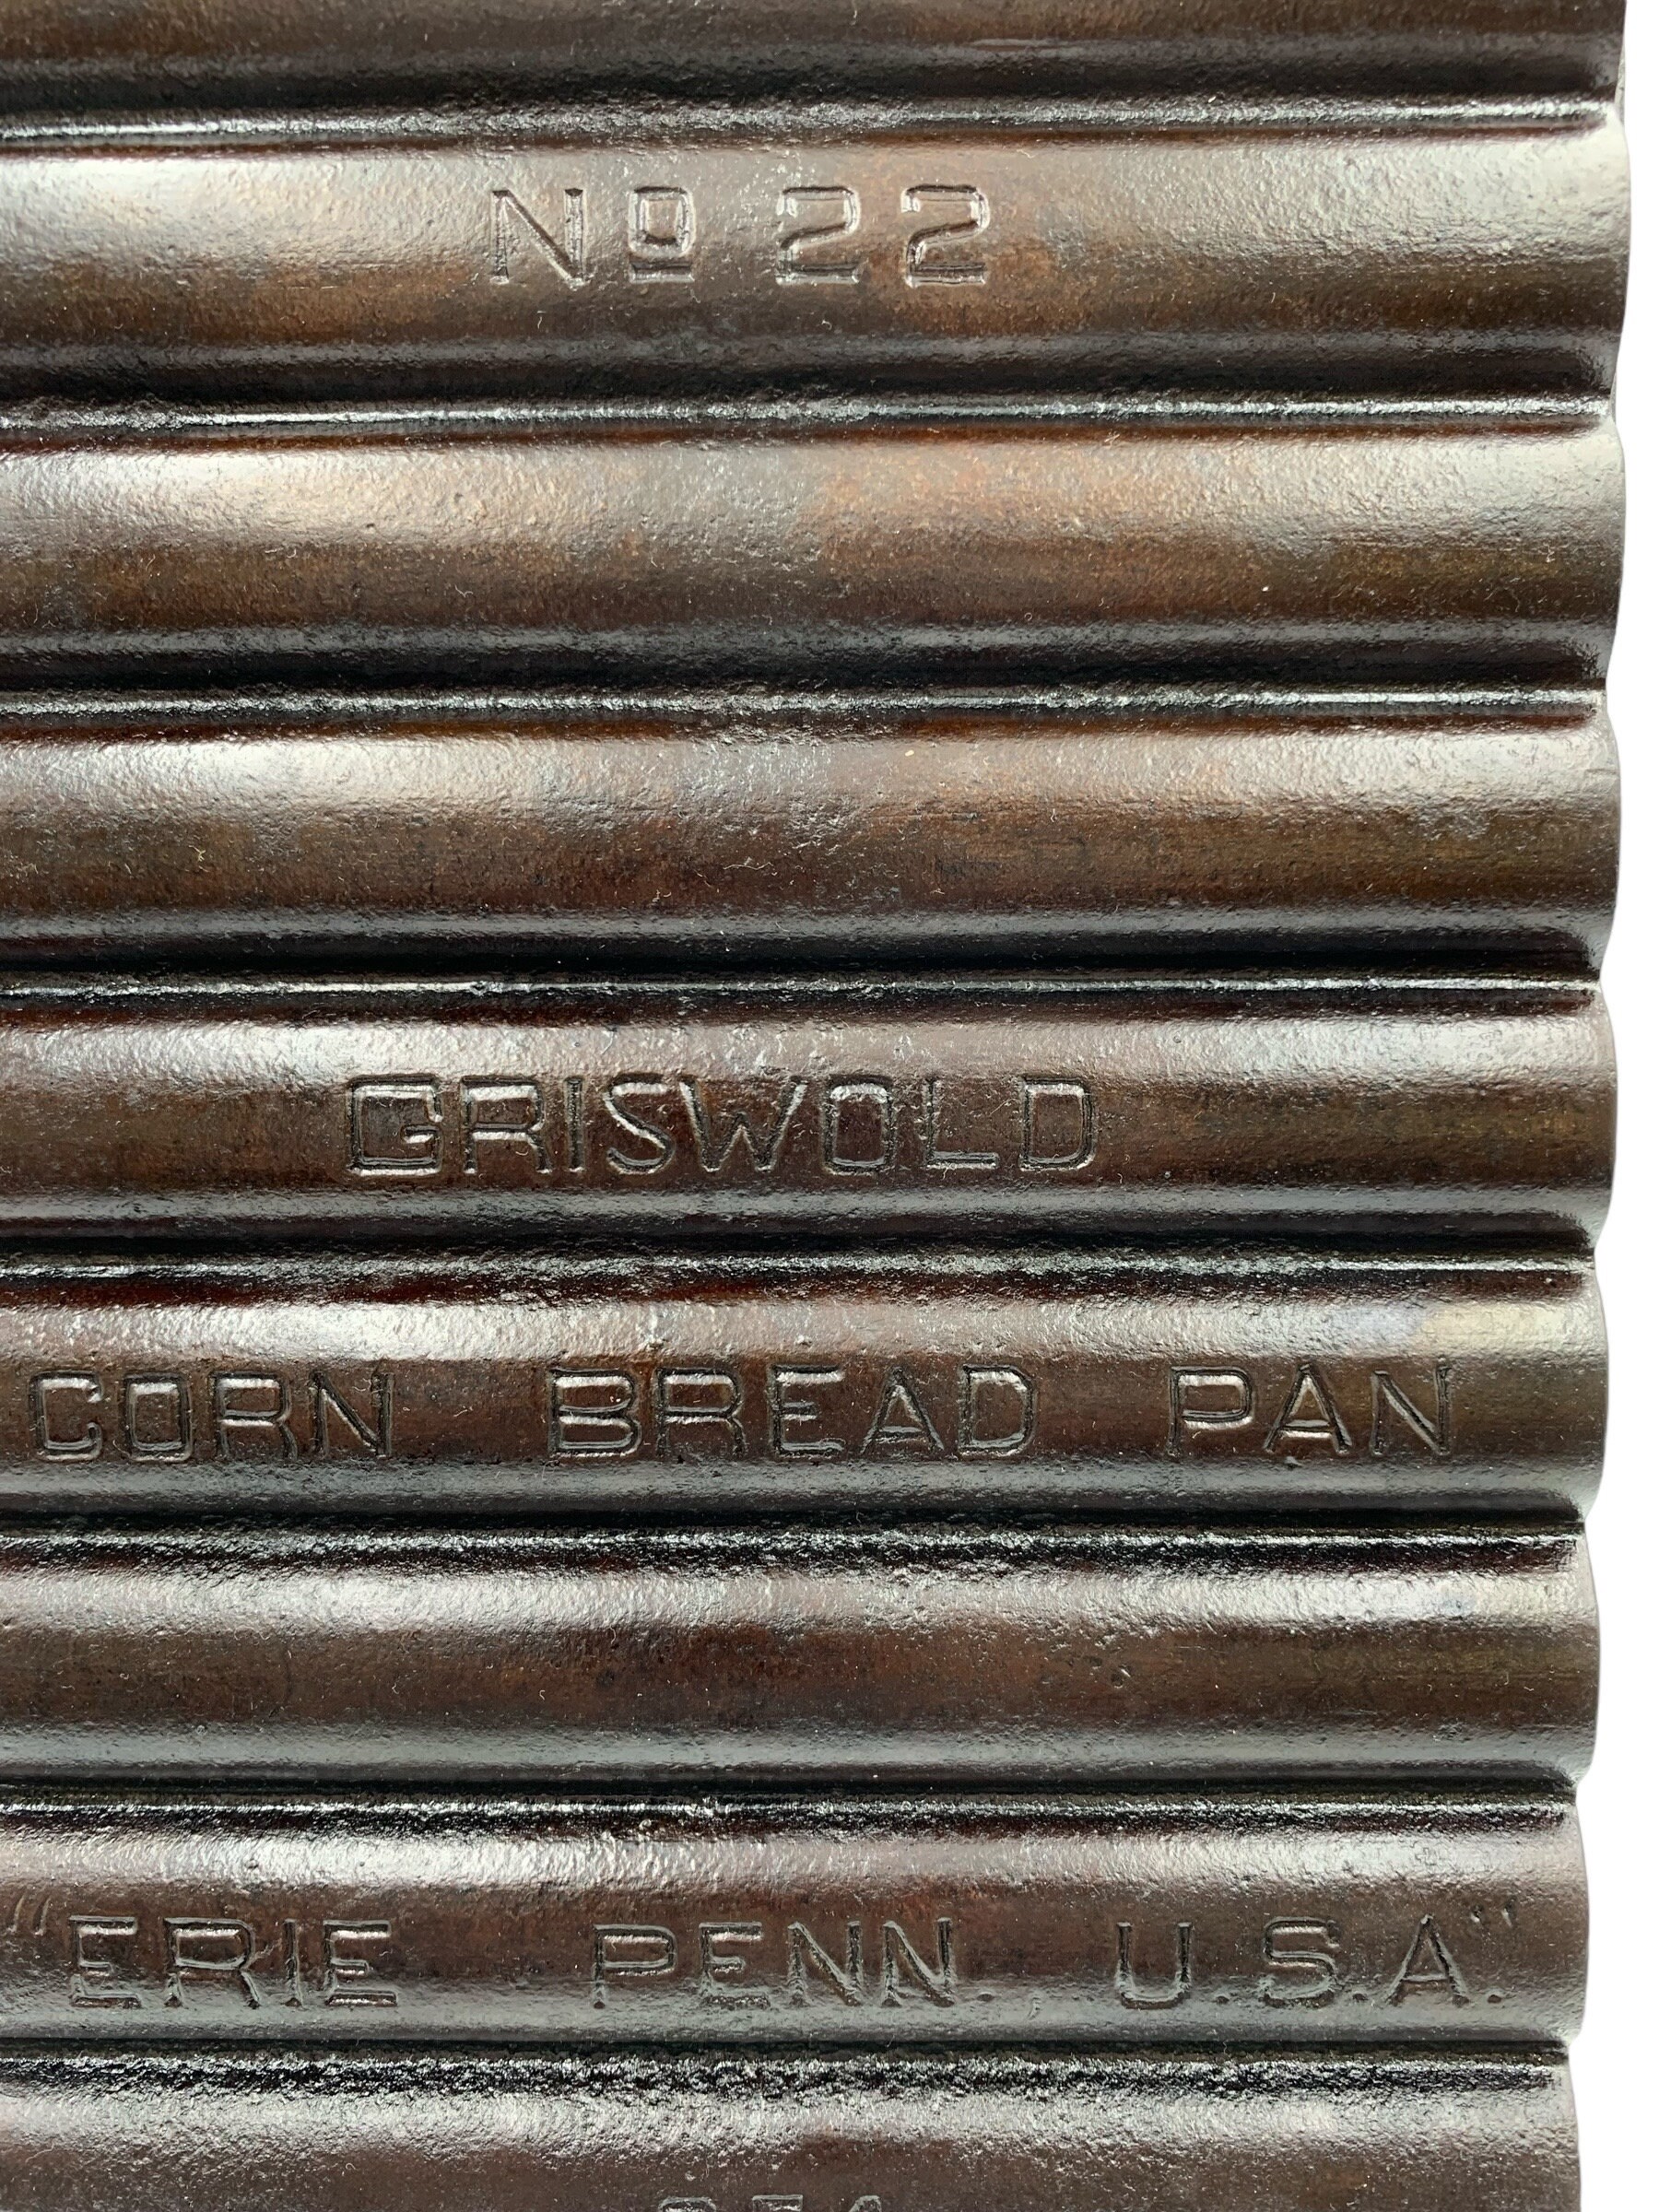 Nº 22
GRISWOLD
CORN BREAD PAN
"ERIE PENN. U.S.A."